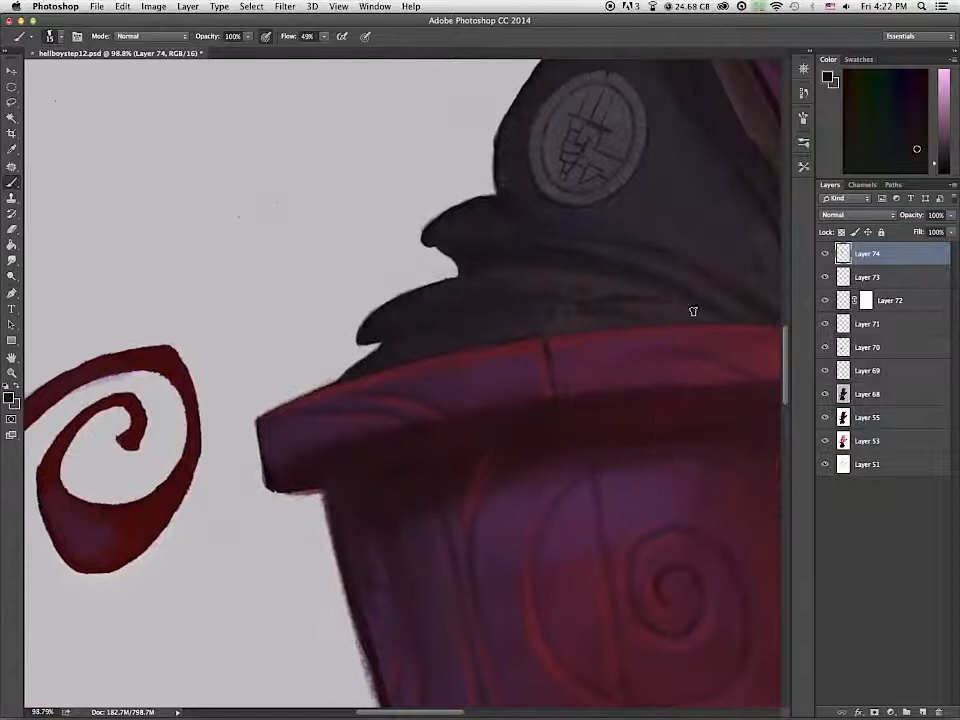 Photoshop File Edit Image Layer Type Select Filter 3D View Window Help 3 24.68 GB Fri 4:22 PM
Adobe Photoshop CC 2014
15 Mode: Normal Opacity: 100% Flow: 49% Essentials
hellboystep12.psd @ 98.8% (Layer 74, RGB/16) *
Color Swatches
Layers Channels Paths
Kind
Normal Opacity: 100%
Lock: Fill: 100%
Layer 74
Layer 73
Layer 72
Layer 71
Layer 70
Layer 69
Layer 68
Layer 55
Layer 53
Layer 51
98.79% Doc: 182.7M/798.7M
fx